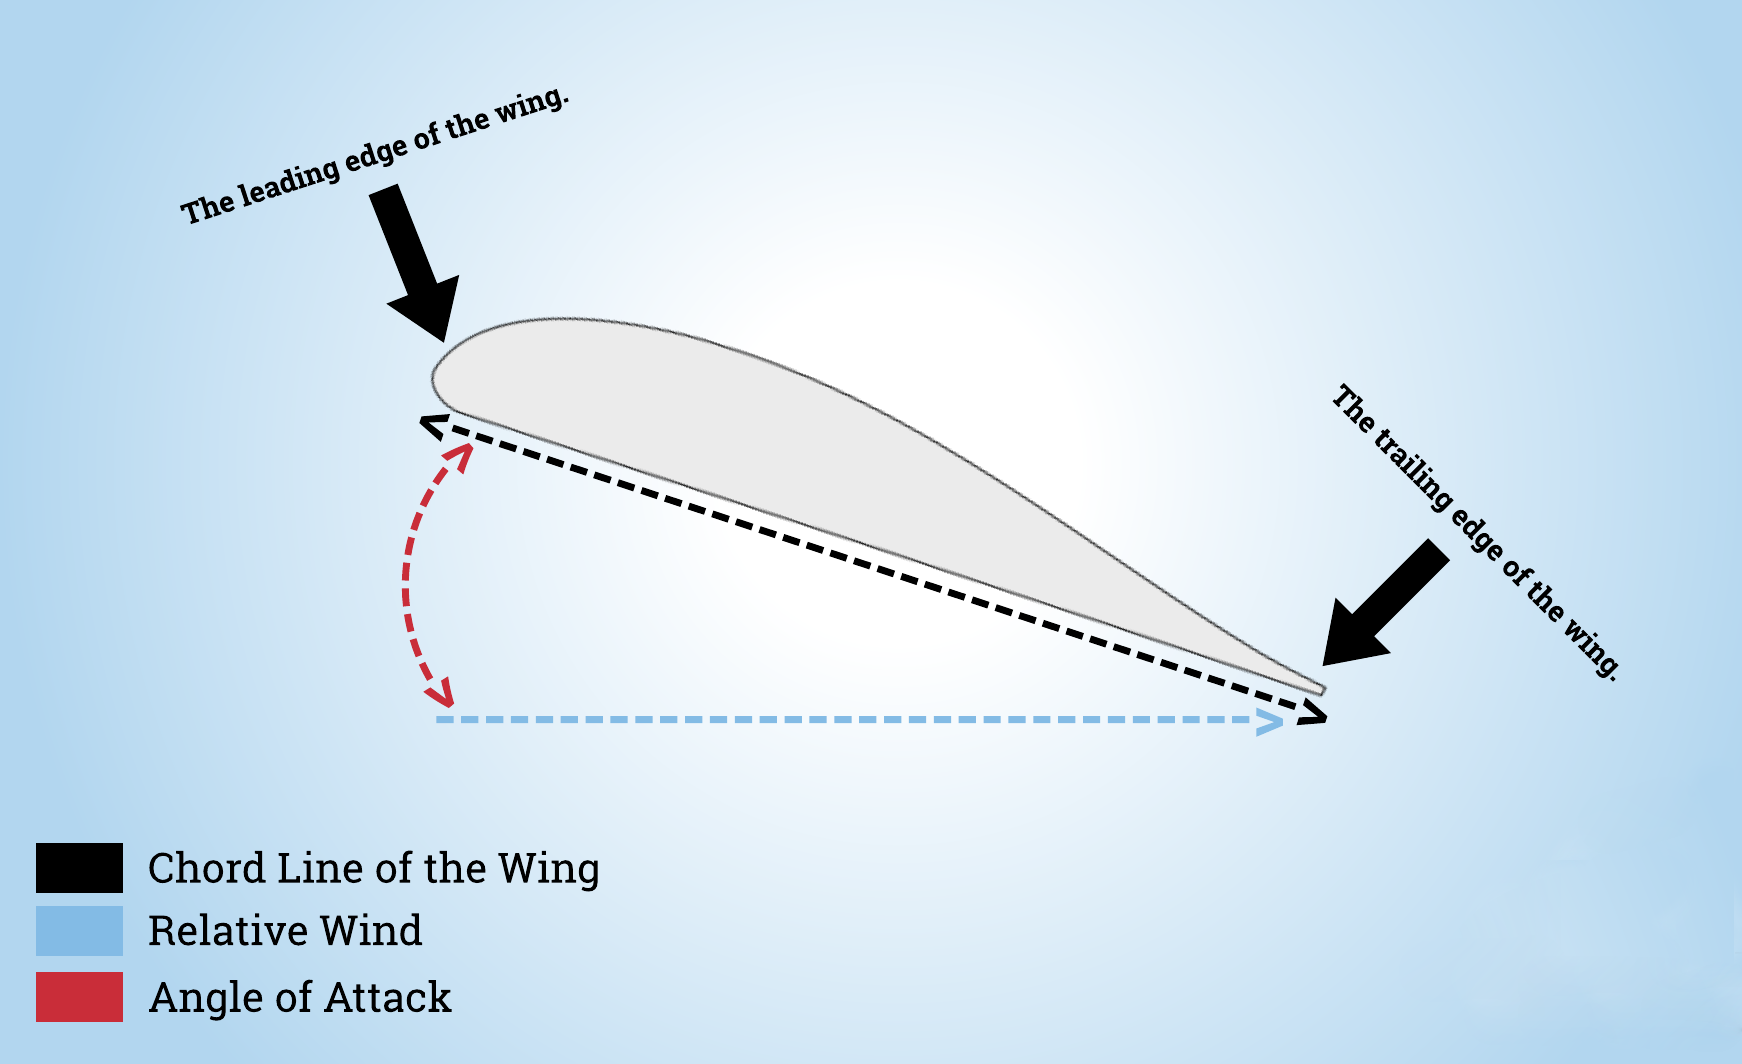 The leading edge of the wing.
The trailing edge of the wing.
Chord Line of the Wing
Relative Wind
Angle of Attack